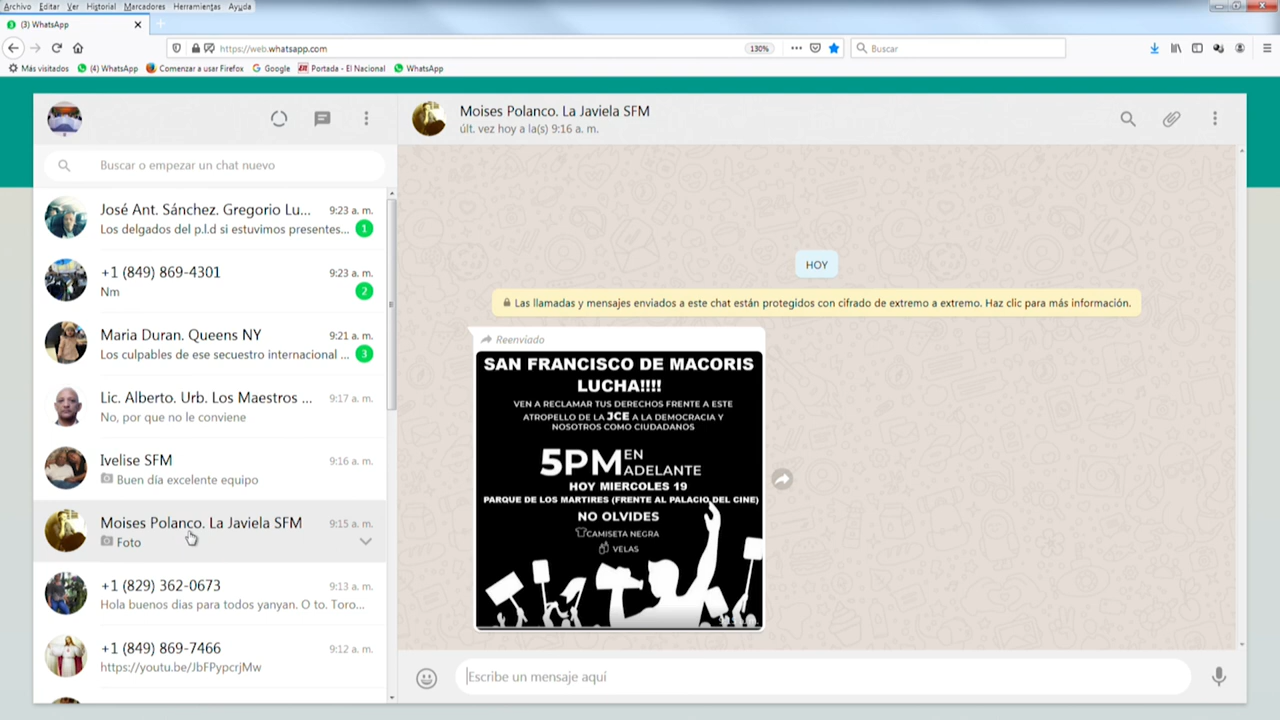 Archivo Editar Ver Historial Marcadores Herramientas Ayuda
(3) WhatsApp
https://web.whatsapp.com
130%
Buscar
Más visitados
(4) WhatsApp
Comenzar a usar Firefox
Google
Portada - El Nacional
WhatsApp
Buscar o empezar un chat nuevo
José Ant. Sánchez. Gregorio Lu... 9:23 a. m.
Los delgados del p.l.d si estuvimos presentes... 1
+1 (849) 869-4301 9:23 a. m.
Nm 2
Maria Duran. Queens NY 9:21 a. m.
Los culpables de ese secuestro internacional ... 3
Lic. Alberto. Urb. Los Maestros ... 9:17 a. m.
No, por que no le conviene
Ivelise SFM 9:16 a. m.
Buen día excelente equipo
Moises Polanco. La Javiela SFM 9:15 a. m.
Foto
+1 (829) 362-0673 9:13 a. m.
Hola buenos dias para todos yanyan. O to. Toro...
+1 (849) 869-7466 9:12 a. m.
https://youtu.be/JbFPypcrjMw
Moises Polanco. La Javiela SFM
últ. vez hoy a la(s) 9:16 a. m.
HOY
Las llamadas y mensajes enviados a este chat están protegidos con cifrado de extremo a extremo. Haz clic para más información.
Reenviado
SAN FRANCISCO DE MACORIS
LUCHA!!!!
VEN A RECLAMAR TUS DERECHOS FRENTE A ESTE
ATROPELLO DE LA JCE A LA DEMOCRACIA Y
NOSOTROS COMO CIUDADANOS
5PM EN ADELANTE
HOY MIERCOLES 19
PARQUE DE LOS MARTIRES (FRENTE AL PALACIO DEL CINE)
NO OLVIDES
CAMISETA NEGRA
VELAS
Escribe un mensaje aquí